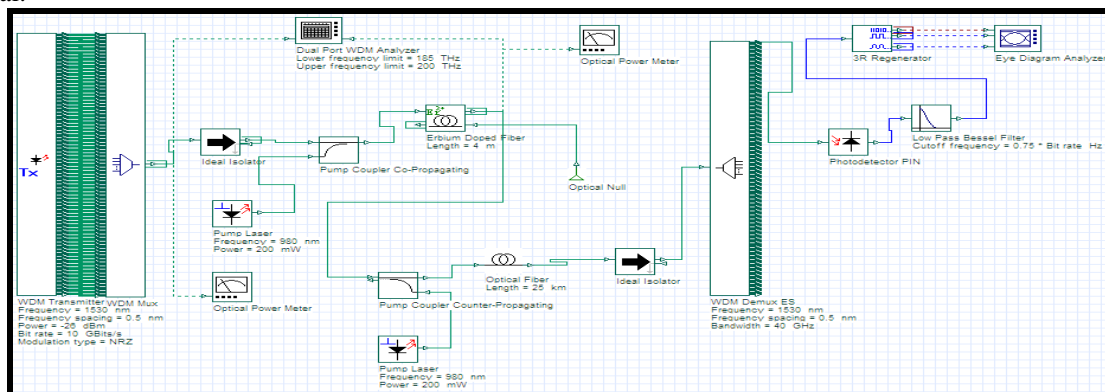 Dual Port WDM Analyzer
Lower frequency limit = 185 THz
Upper frequency limit = 200 THz
Optical Power Meter
3R Regenerator
Eye Diagram Analyzer
Erbium Doped Fiber
Length = 4 m
Ideal Isolator
Pump Coupler Co-Propagating
Low Pass Bessel Filter
Cutoff frequency = 0.75 * Bit rate Hz
Photodetector PIN
Tx
Optical Null
Pump Laser
Frequency = 980 nm
Power = 200 mW
Optical Fiber
Length = 25 km
Ideal Isolator
WDM Transmitter
WDM Mux
Frequency = 1530 nm
Frequency spacing = 0.5 nm
Power = -26 dBm
Bit rate = 10 GBits/s
Modulation type = NRZ
Optical Power Meter
Pump Coupler Counter-Propagating
WDM Demux ES
Frequency = 1530 nm
Frequency spacing = 0.5 nm
Bandwidth = 40 GHz
Pump Laser
Frequency = 980 nm
Power = 200 mW